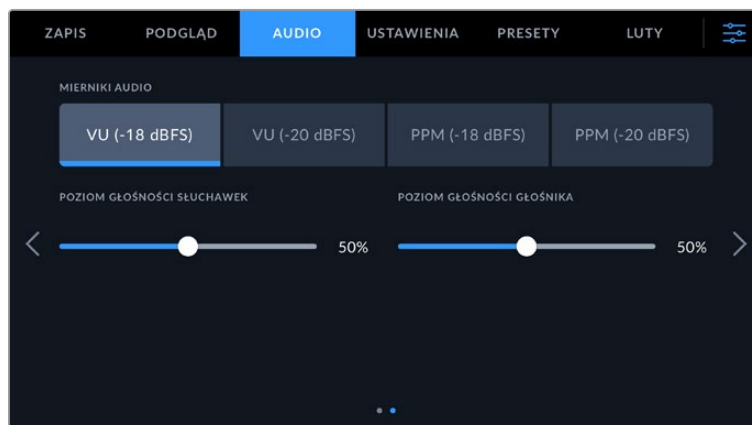 ZAPIS PODGLĄD AUDIO USTAWIENIA PRESETY LUTY
MIERNIKI AUDIO
VU (-18 dBFS) VU (-20 dBFS) PPM (-18 dBFS) PPM (-20 dBFS)
POZIOM GŁOŚNOŚCI SŁUCHAWEK POZIOM GŁOŚNOŚCI GŁOŚNIKA
50% 50%